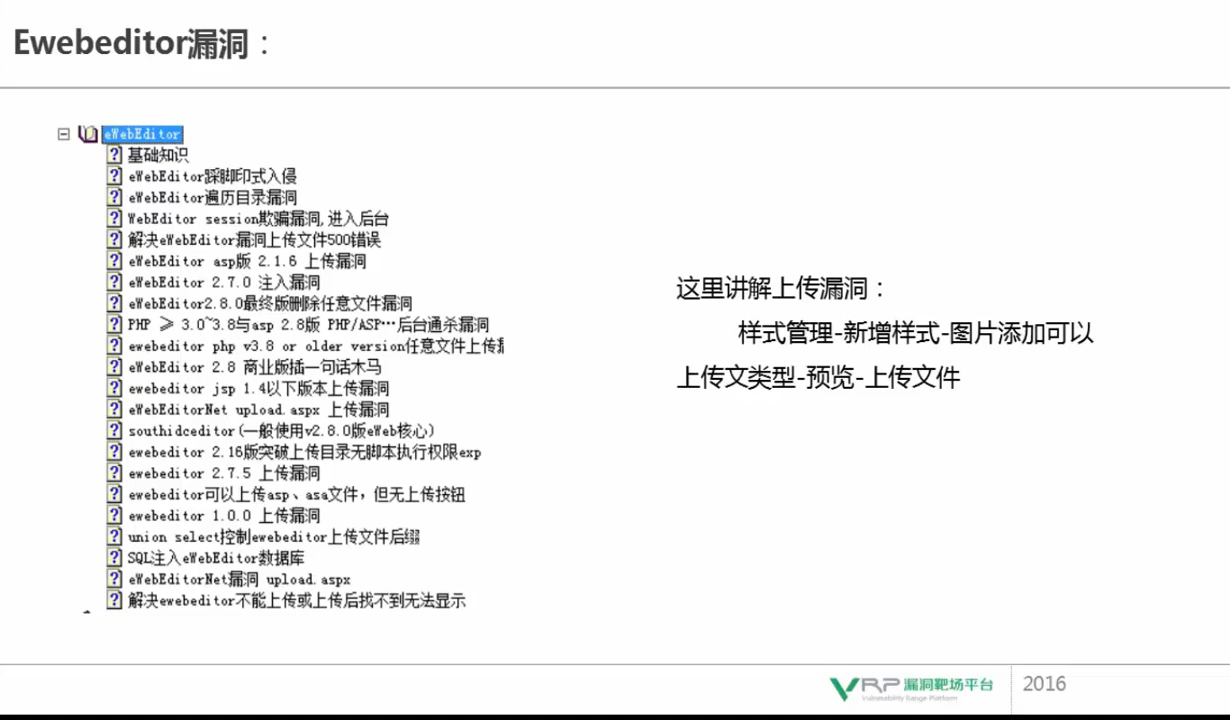 Ewebeditor漏洞：
eWebEditor
基础知识
eWebEditor踩脚印式入侵
eWebEditor遍历目录漏洞
WebEditor session欺骗漏洞,进入后台
解决eWebEditor漏洞上传文件500错误
eWebEditor asp版 2.1.6 上传漏洞
eWebEditor 2.7.0 注入漏洞
eWebEditor2.8.0最终版删除任意文件漏洞
PHP ≥ 3.0~3.8与asp 2.8版 PHP/ASP…后台通杀漏洞
ewebeditor php v3.8 or older version任意文件上传
eWebEditor 2.8 商业版插一句话木马
ewebeditor jsp 1.4以下版本上传漏洞
eWebEditorNet upload.aspx 上传漏洞
southidceditor(一般使用v2.8.0版eWeb核心)
ewebeditor 2.16版突破上传目录无脚本执行权限exp
ewebeditor 2.7.5 上传漏洞
ewebeditor可以上传asp、asa文件，但无上传按钮
ewebeditor 1.0.0 上传漏洞
union select控制ewebeditor上传文件后缀
SQL注入eWebEditor数据库
eWebEditorNet漏洞 upload.aspx
解决ewebeditor不能上传或上传后找不到无法显示
这里讲解上传漏洞：
样式管理-新增样式-图片添加可以
上传文类型-预览-上传文件
VRP 漏洞靶场平台
Vulnerability Range Platform
2016